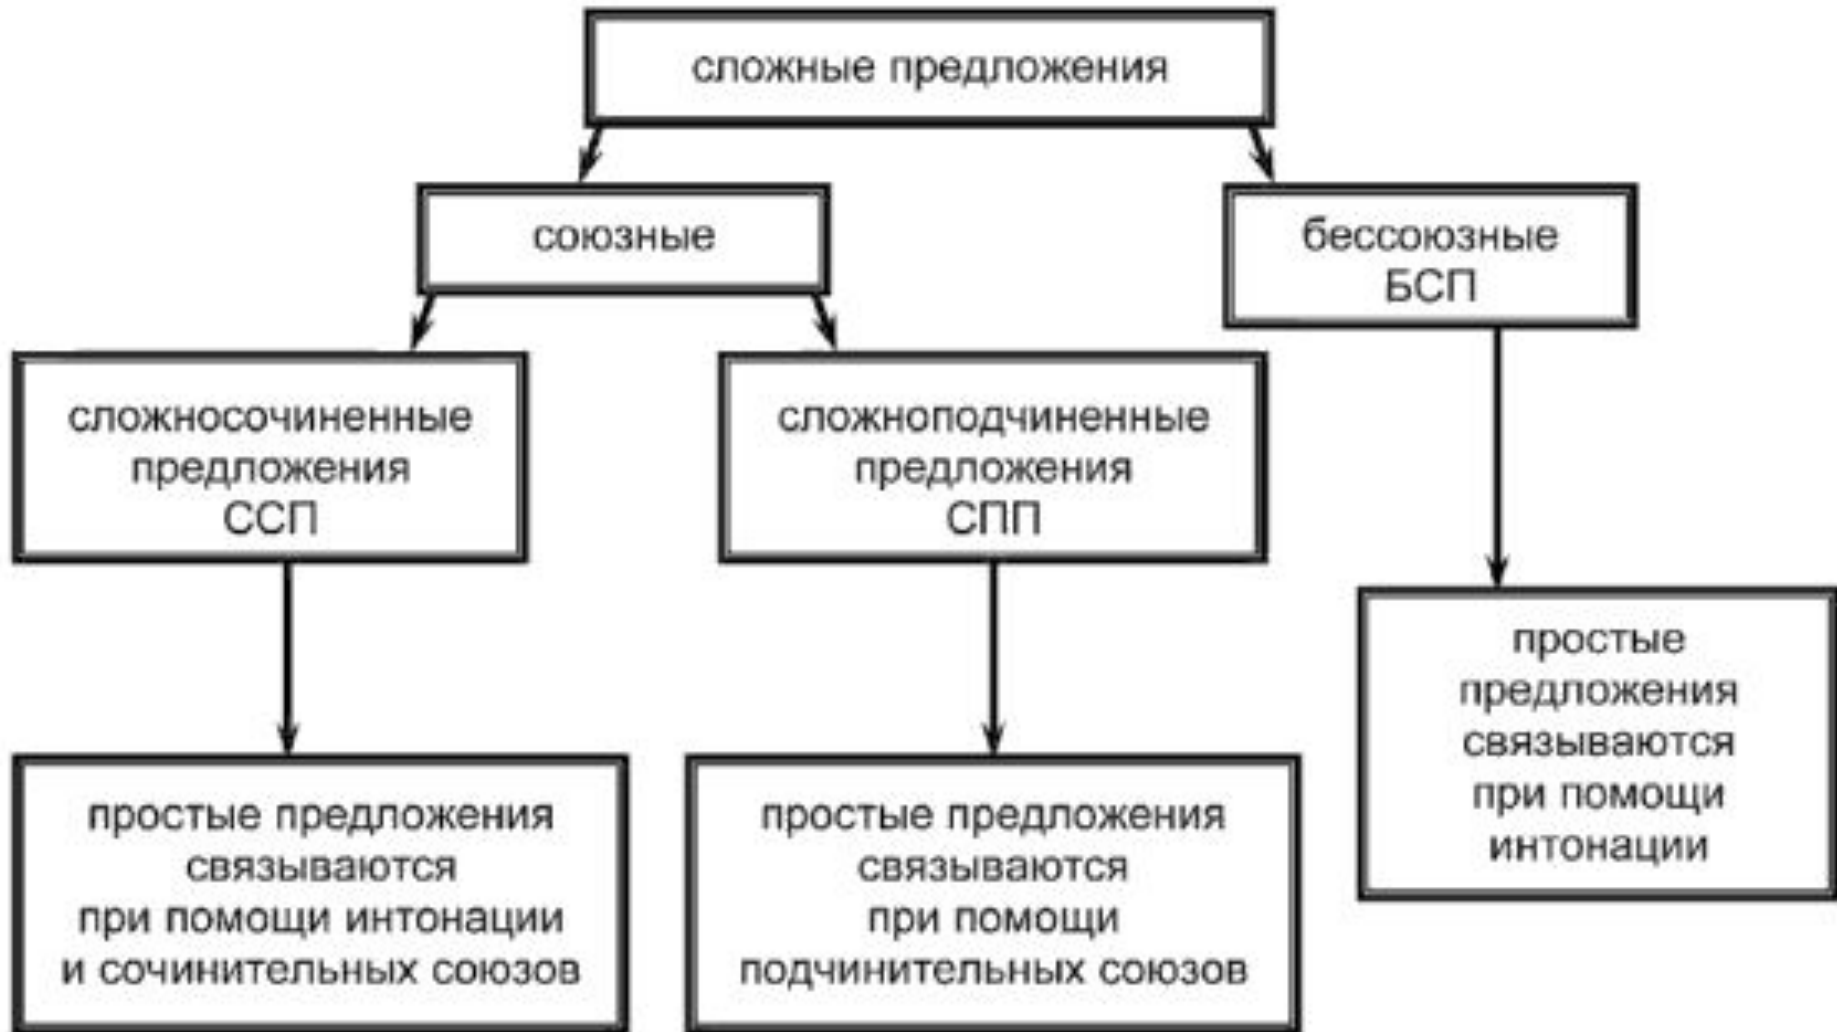 сложные предложения
союзные
бессоюзные
БСП
сложносочиненные
предложения
ССП
сложноподчиненные
предложения
СПП
простые предложения
связываются
при помощи интонации
и сочинительных союзов
простые предложения
связываются
при помощи
подчинительных союзов
простые
предложения
связываются
при помощи
интонации